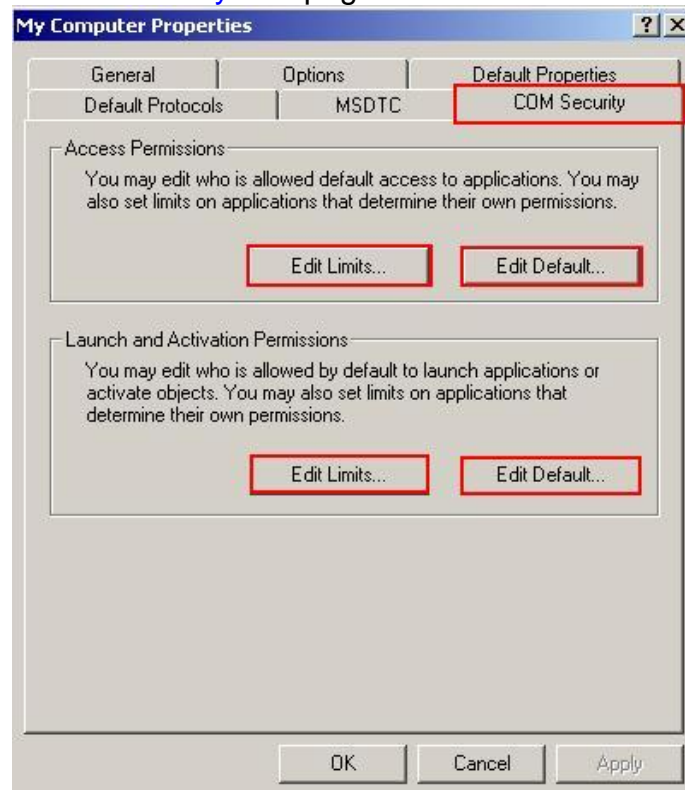 My Computer Properties ? X
General Options Default Properties
Default Protocols MSDTC COM Security
Access Permissions
You may edit who is allowed default access to applications. You may
also set limits on applications that determine their own permissions.
Edit Limits... Edit Default...
Launch and Activation Permissions
You may edit who is allowed by default to launch applications or
activate objects. You may also set limits on applications that
determine their own permissions.
Edit Limits... Edit Default...
OK Cancel Apply